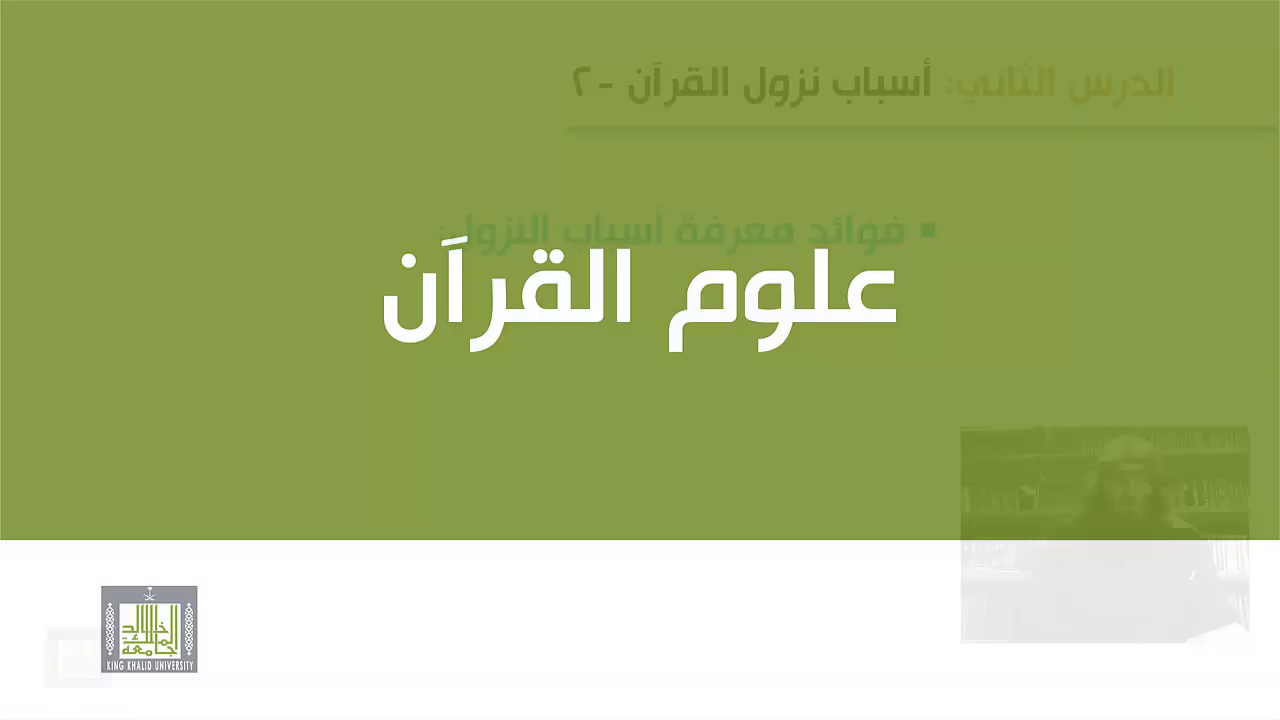 الدرس الثاني: أسباب نزول القرآن -٢
▪ فوائد معرفة أسباب النزول:
علوم القرآن
جامعة الملك خالد
KING KHALID UNIVERSITY